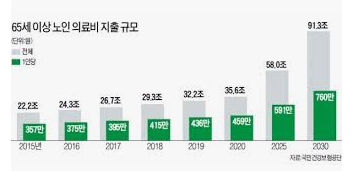 65세 이상 노인 의료비 지출 규모
(단위:원)
전체
1인당
22.2조 24.3조 26.7조 29.3조 32.2조 35.6조 58.0조 91.3조
357만 375만 395만 415만 436만 459만 591만 760만
2015년 2016 2017 2018 2019 2020 2025 2030
자료:국민건강보험공단